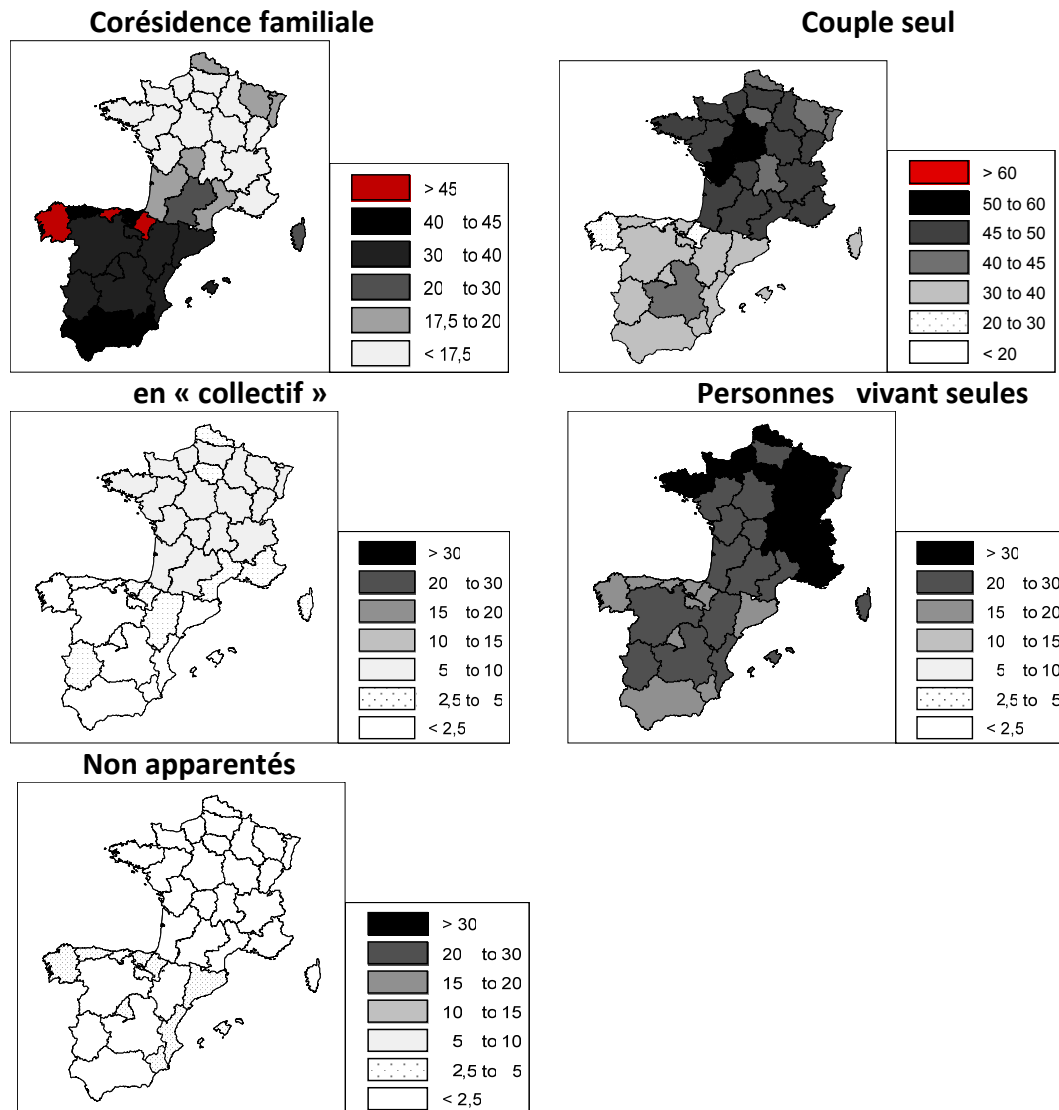 Corésidence familiale
> 45
40 to 45
30 to 40
20 to 30
17,5 to 20
< 17,5
Couple seul
> 60
50 to 60
45 to 50
40 to 45
30 to 40
20 to 30
< 20
en « collectif »
> 30
20 to 30
15 to 20
10 to 15
5 to 10
2,5 to 5
< 2,5
Personnes vivant seules
> 30
20 to 30
15 to 20
10 to 15
5 to 10
2,5 to 5
< 2,5
Non apparentés
> 30
20 to 30
15 to 20
10 to 15
5 to 10
2,5 to 5
< 2,5